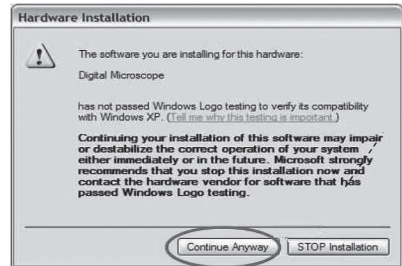 Hardware Installation
The software you are installing for this hardware:
Digital Microscope
has not passed Windows Logo testing to verify its compatibility
with Windows XP. (Tell me why this testing is important.)
Continuing your installation of this software may impair
or destabilize the correct operation of your system
either immediately or in the future. Microsoft strongly
recommends that you stop this installation now and
contact the hardware vendor for software that has
passed Windows Logo testing.
Continue Anyway STOP Installation